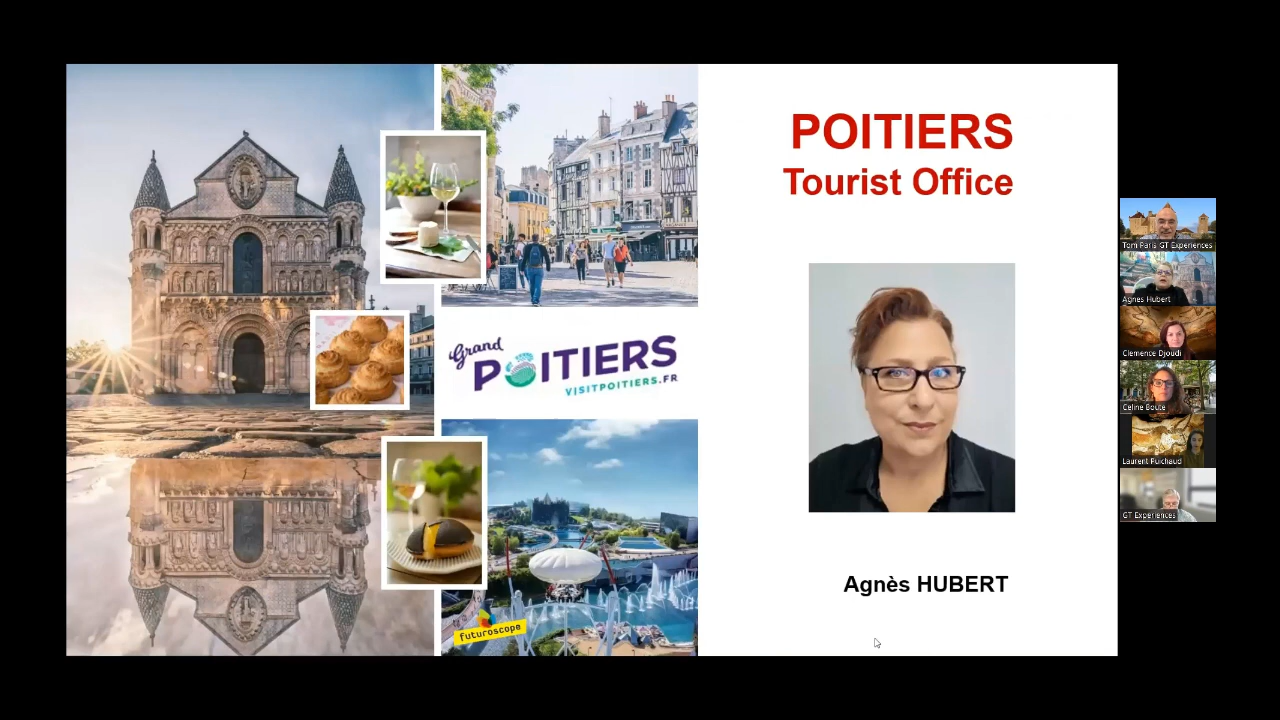 POITIERS
Tourist Office
Grand
POITIERS
VISITPOITIERS.FR
futuroscope
Agnès HUBERT
Tom Paris GT Experiences
Agnes Hubert
Clemence Djoudi
Celine Boute
Laurent Puichaud
GT Experiences